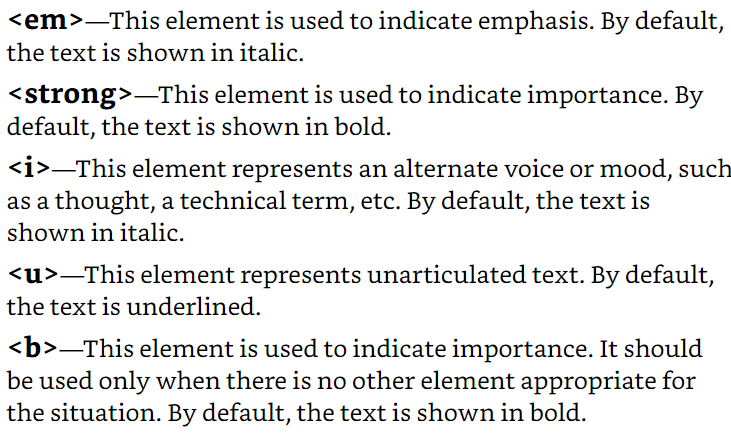 <em>—This element is used to indicate emphasis. By default,
the text is shown in italic.
<strong>—This element is used to indicate importance. By
default, the text is shown in bold.
<i>—This element represents an alternate voice or mood, such
as a thought, a technical term, etc. By default, the text is
shown in italic.
<u>—This element represents unarticulated text. By default,
the text is underlined.
<b>—This element is used to indicate importance. It should
be used only when there is no other element appropriate for
the situation. By default, the text is shown in bold.